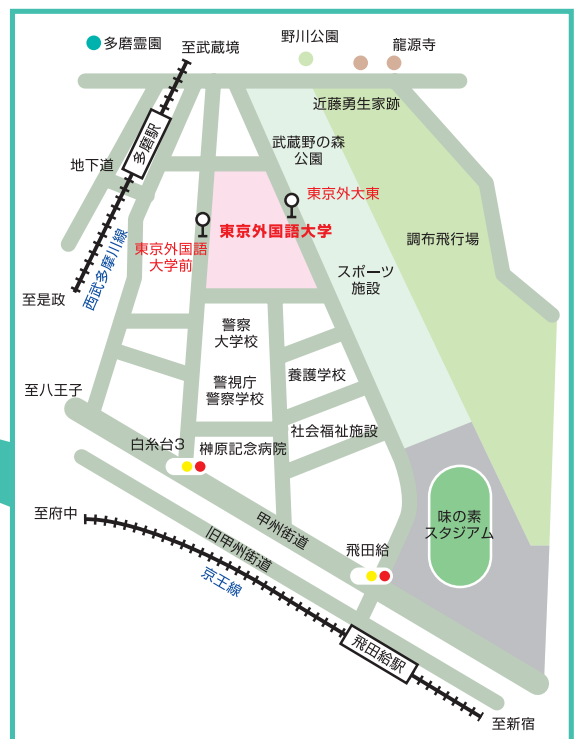 野川公園
多磨霊園
至武蔵境
龍源寺
近藤勇生家跡
多磨駅
武蔵野の森
公園
地下道
東京外大東
東京外国語大学
東京外国語
大学前
調布飛行場
西武多摩川線
スポーツ
施設
至是政
警察
大学校
養護学校
警視庁
警察学校
至八王子
社会福祉施設
白糸台3
榊原記念病院
至府中
甲州街道
味の素
スタジアム
旧甲州街道
飛田給
京王線
飛田給駅
至新宿